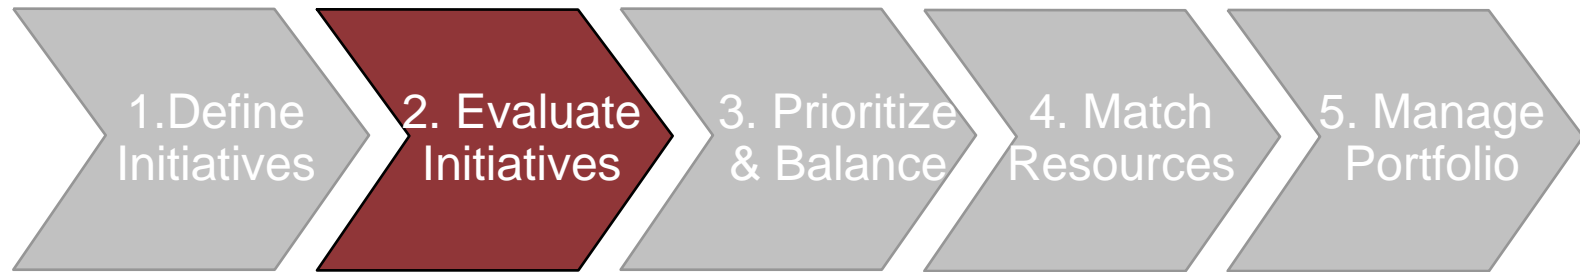 1.Define
Initiatives
2. Evaluate
Initiatives
3. Prioritize
& Balance
4. Match
Resources
5. Manage
Portfolio